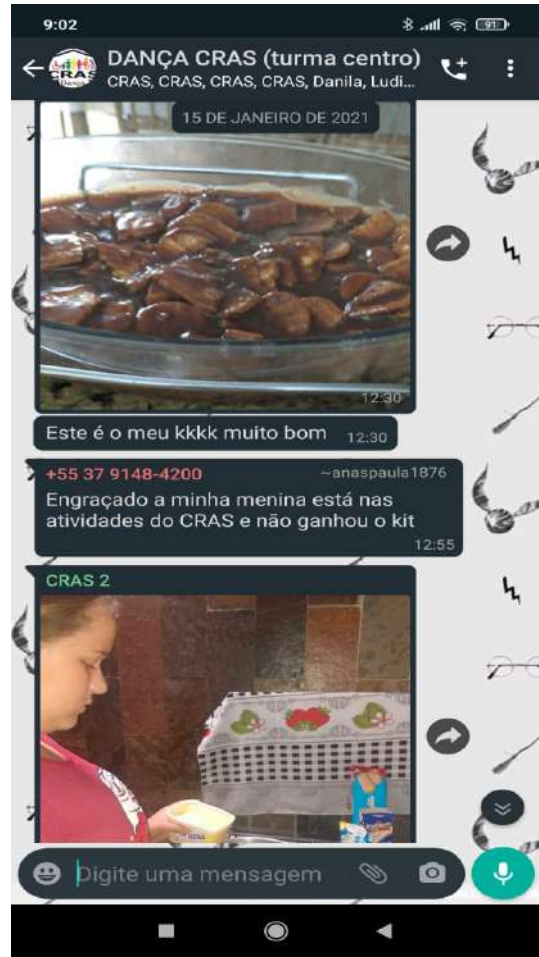 9:02
91
DANÇA CRAS (turma centro)
CRAS, CRAS, CRAS, CRAS, Danila, Ludi...
CRAS
15 DE JANEIRO DE 2021
12:30
Este é o meu kkkk muito bom 12:30
+55 37 9148-4200 ~anaspaula1876
Engraçado a minha menina está nas
atividades do CRAS e não ganhou o kit
12:55
CRAS 2
Digite uma mensagem